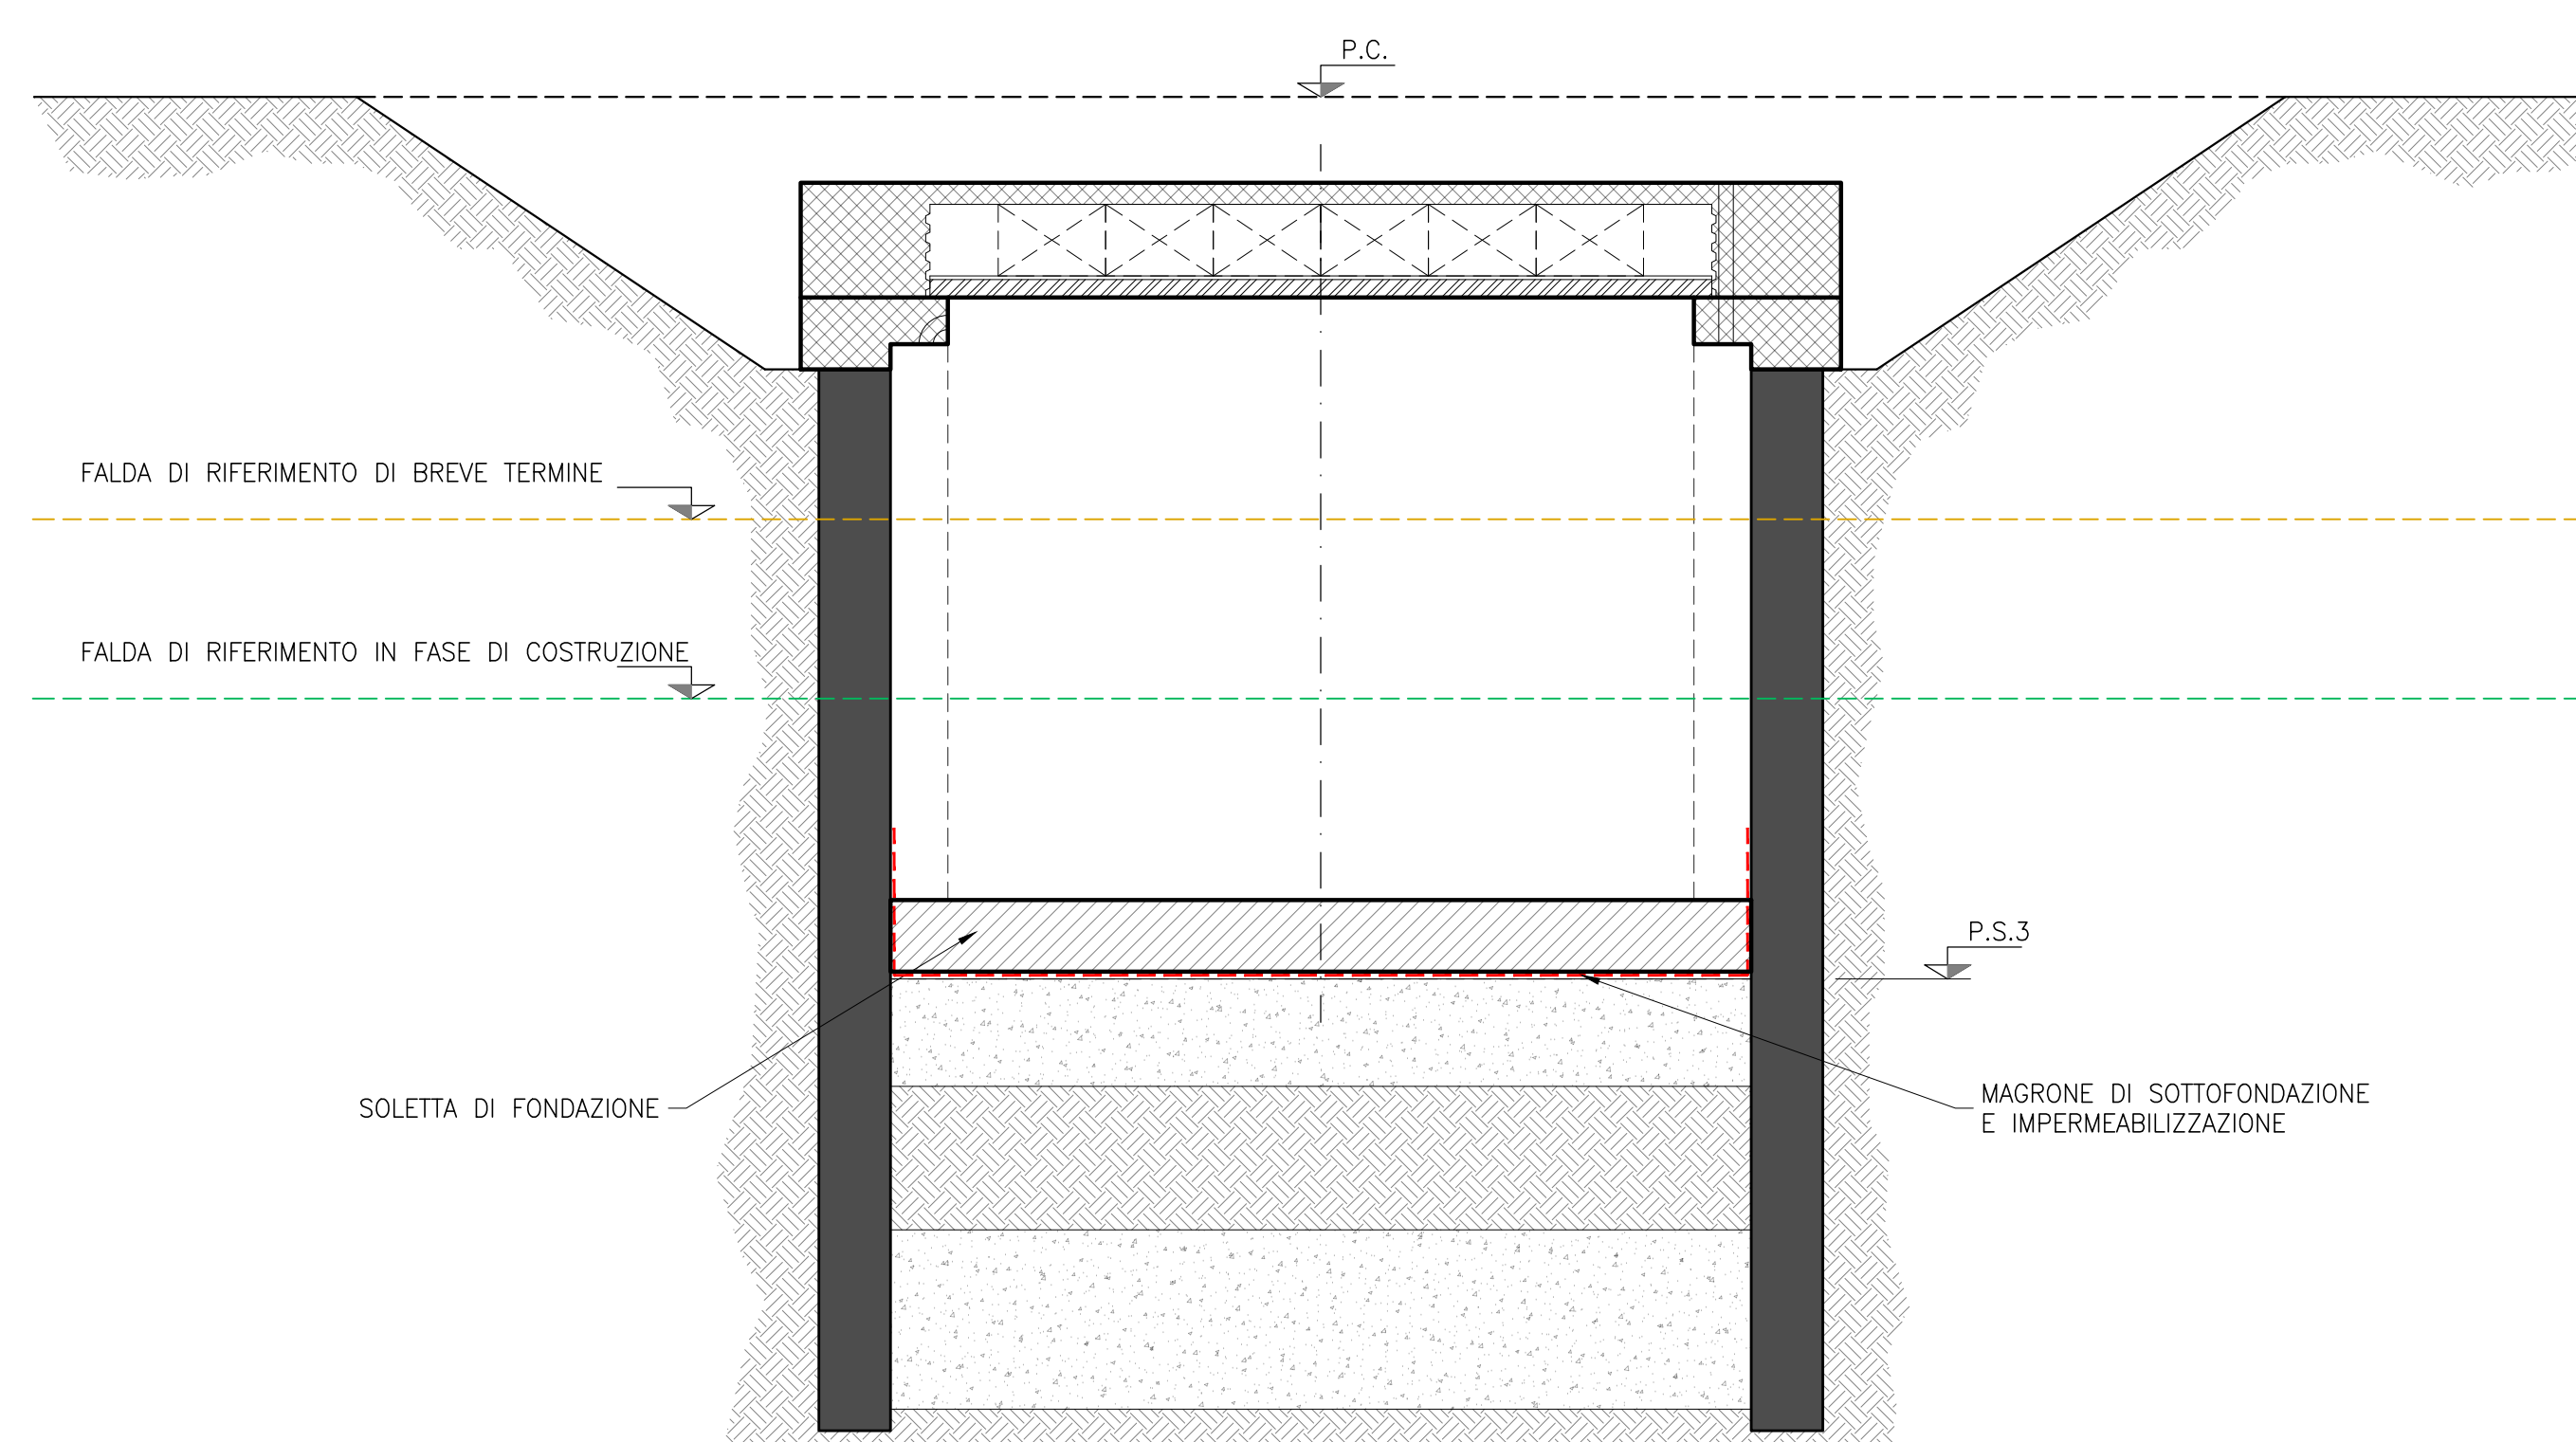 P.C.
FALDA DI RIFERIMENTO DI BREVE TERMINE
FALDA DI RIFERIMENTO IN FASE DI COSTRUZIONE
P.S.3
SOLETTA DI FONDAZIONE
MAGRONE DI SOTTOFONDAZIONE
E IMPERMEABILIZZAZIONE